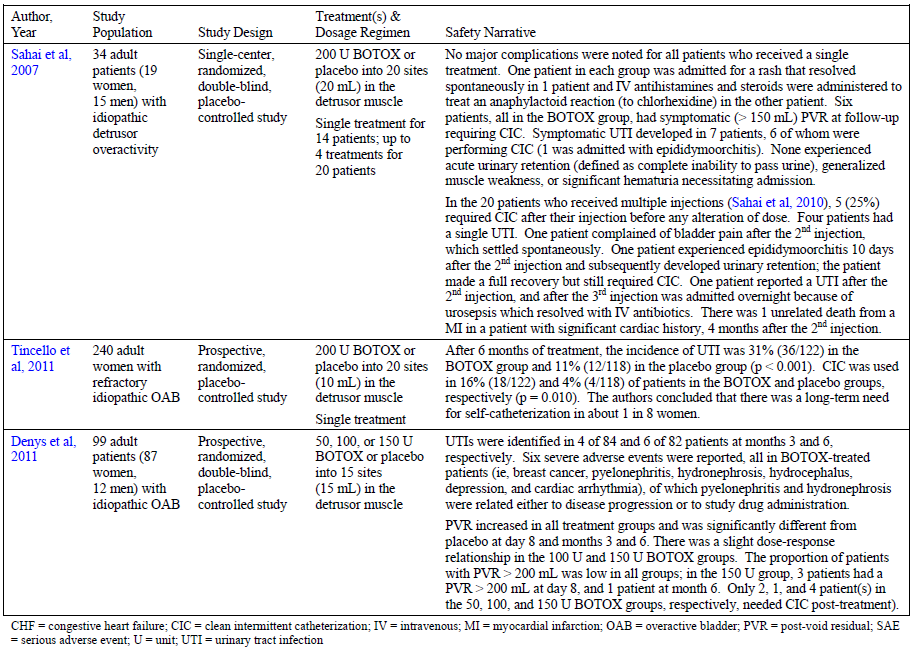 Author, Year
Study Population
Study Design
Treatment(s) & Dosage Regimen
Safety Narrative
Sahai et al, 2007
34 adult
patients (19
women,
15 men) with
idiopathic
detrusor
overactivity
Single-center,
randomized,
double-blind,
placebo-
controlled study
200 U BOTOX or
placebo into 20 sites
(20 mL) in the
detrusor muscle
Single treatment for
14 patients; up to
4 treatments for
20 patients
No major complications were noted for all patients who received a single
treatment. One patient in each group was admitted for a rash that resolved
spontaneously in 1 patient and IV antihistamines and steroids were administered to
treat an anaphylactoid reaction (to chlorhexidine) in the other patient. Six
patients, all in the BOTOX group, had symptomatic (> 150 mL) PVR at follow-up
requiring CIC. Symptomatic UTI developed in 7 patients, 6 of whom were
performing CIC (1 was admitted with epididymoorchitis). None experienced
acute urinary retention (defined as complete inability to pass urine), generalized
muscle weakness, or significant hematuria necessitating admission.
In the 20 patients who received multiple injections (Sahai et al, 2010), 5 (25%)
required CIC after their injection before any alteration of dose. Four patients had
a single UTI. One patient complained of bladder pain after the 2nd injection,
which settled spontaneously. One patient experienced epididymoorchitis 10 days
after the 2nd injection and subsequently developed urinary retention; the patient
made a full recovery but still required CIC. One patient reported a UTI after the
2nd injection, and after the 3rd injection was admitted overnight because of
urosepsis which resolved with IV antibiotics. There was 1 unrelated death from a
MI in a patient with significant cardiac history, 4 months after the 2nd injection.
Tincello et
al, 2011
240 adult
women with
refractory
idiopathic OAB
Prospective,
randomized,
placebo-
controlled study
200 U BOTOX or
placebo into 20 sites
(10 mL) in the
detrusor muscle
Single treatment
After 6 months of treatment, the incidence of UTI was 31% (36/122) in the
BOTOX group and 11% (12/118) in the placebo group (p < 0.001). CIC was used
in 16% (18/122) and 4% (4/118) of patients in the BOTOX and placebo groups,
respectively (p = 0.010). The authors concluded that there was a long-term need
for self-catheterization in about 1 in 8 women.
Denys et al,
2011
99 adult
patients (87
women,
12 men) with
idiopathic OAB
Prospective,
randomized,
double-blind,
placebo-
controlled study
50, 100, or 150 U
BOTOX or placebo
into 15 sites
(15 mL) in the
detrusor muscle
UTIs were identified in 4 of 84 and 6 of 82 patients at months 3 and 6,
respectively. Six severe adverse events were reported, all in BOTOX-treated
patients (ie, breast cancer, pyelonephritis, hydronephrosis, hydrocephalus,
depression, and cardiac arrhythmia), of which pyelonephritis and hydronephrosis
were related either to disease progression or to study drug administration.
PVR increased in all treatment groups and was significantly different from
placebo at day 8 and months 3 and 6. There was a slight dose-response
relationship in the 100 U and 150 U BOTOX groups. The proportion of patients
with PVR > 200 mL was low in all groups; in the 150 U group, 3 patients had a
PVR > 200 mL at day 8, and 1 patient at month 6. Only 2, 1, and 4 patient(s) in
the 50, 100, and 150 U BOTOX groups, respectively, needed CIC post-treatment).
CHF = congestive heart failure; CIC = clean intermittent catheterization; IV = intravenous; MI = myocardial infarction; OAB = overactive bladder; PVR = post-void residual; SAE
= serious adverse event; U = unit; UTI = urinary tract infection